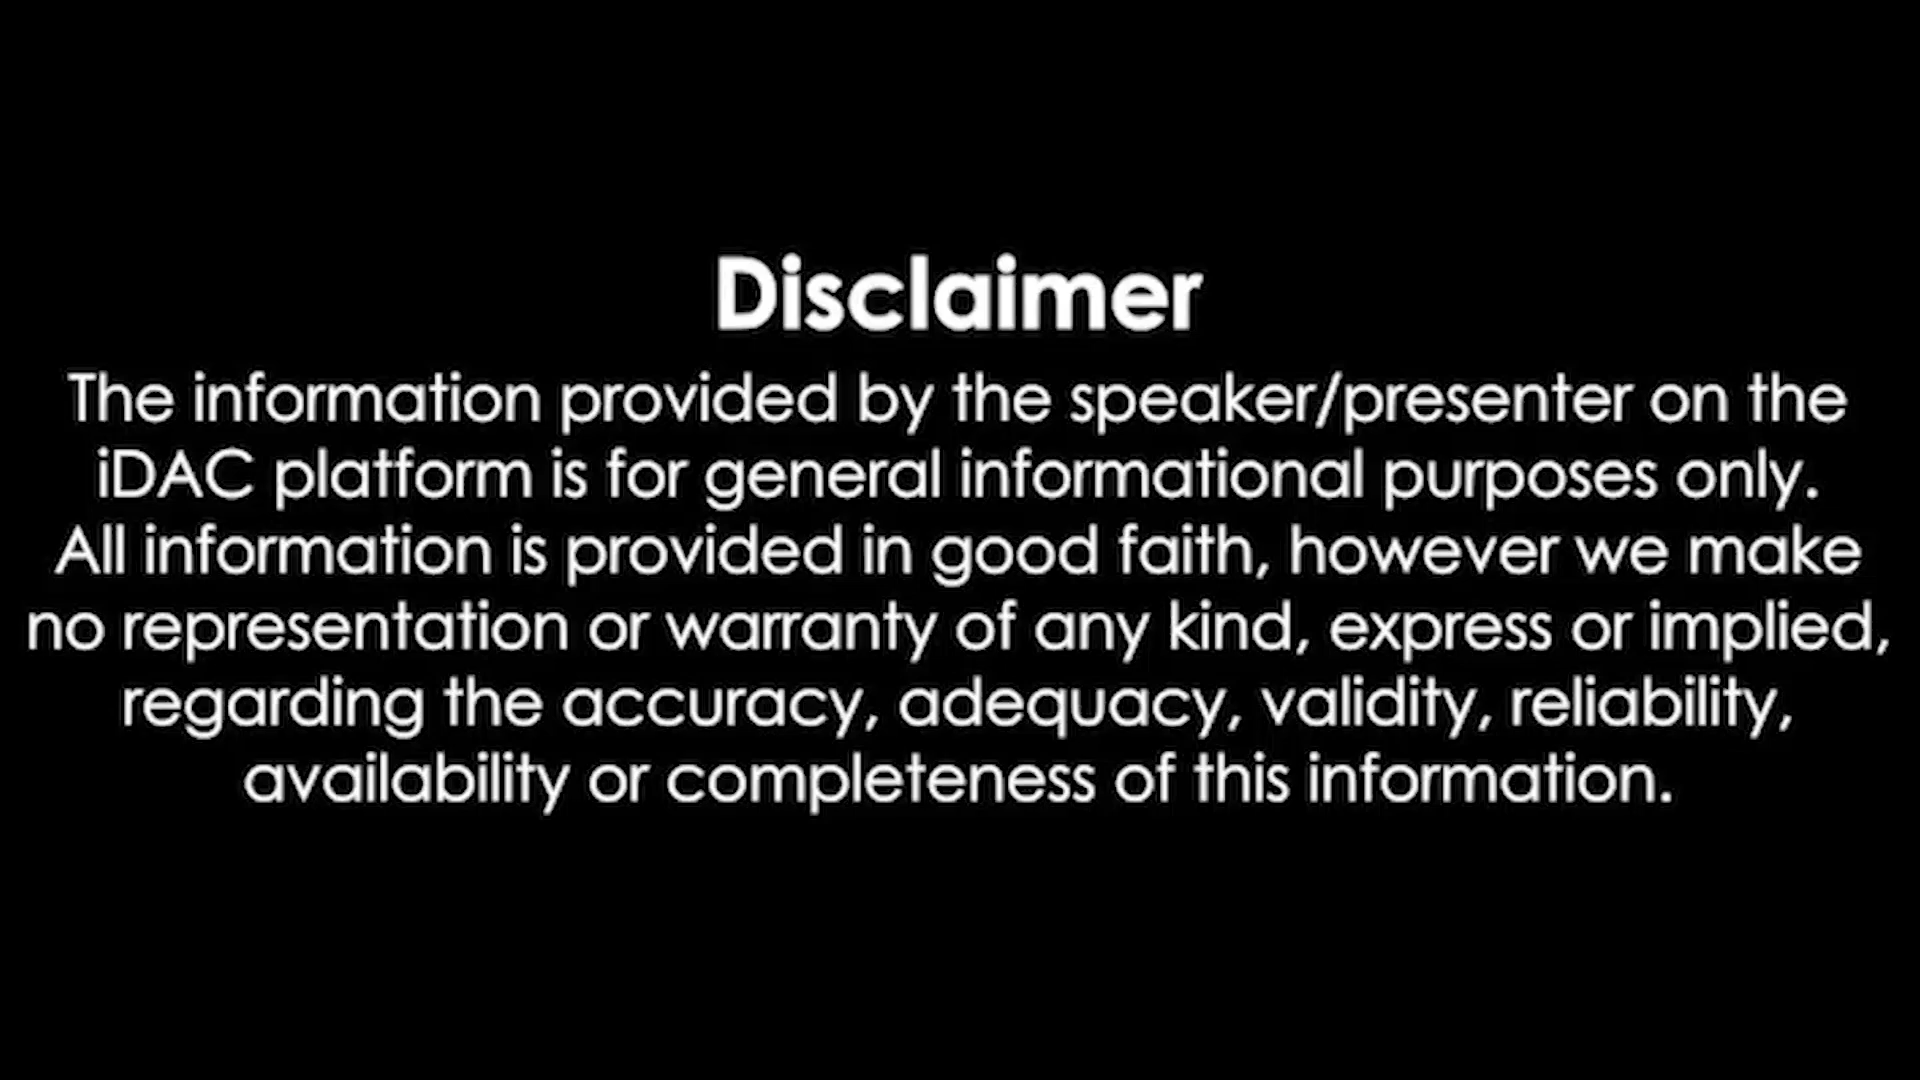 Disclaimer
The information provided by the speaker/presenter on the
iDAC platform is for general informational purposes only.
All information is provided in good faith, however we make
no representation or warranty of any kind, express or implied,
regarding the accuracy, adequacy, validity, reliability,
availability or completeness of this information.